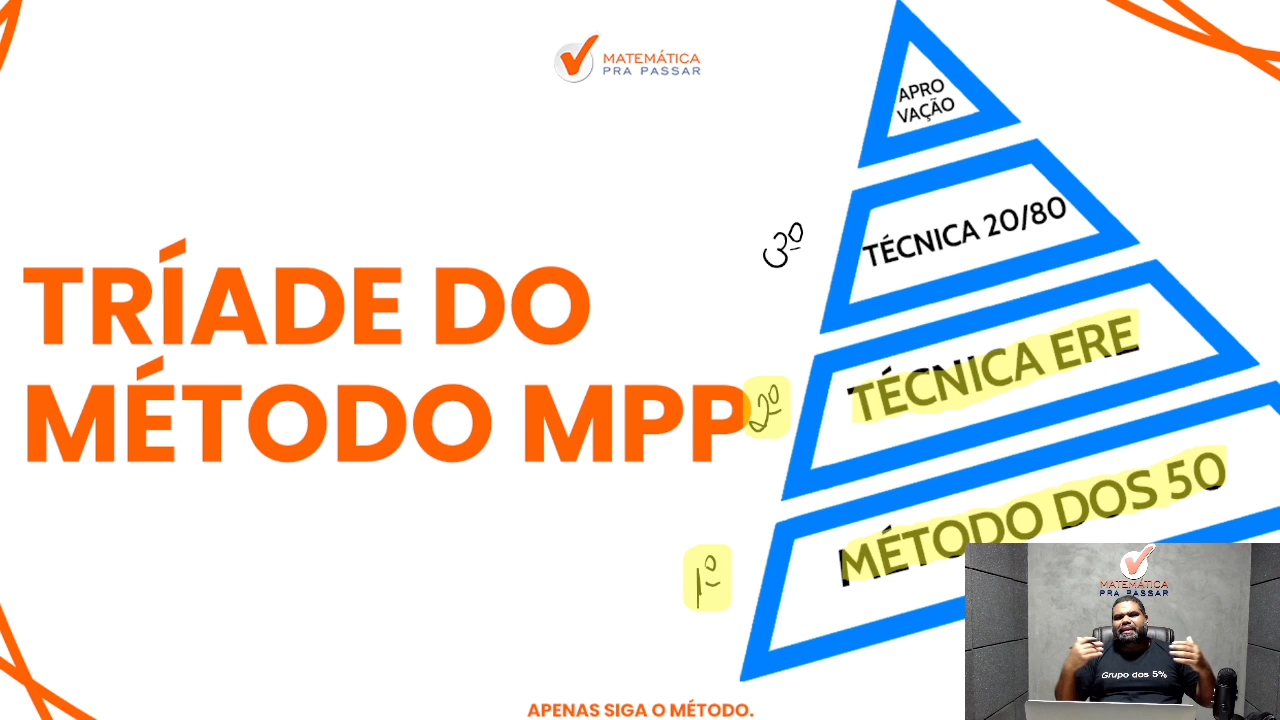 MATEMÁTICA
PRA PASSAR
APRO
VAÇÃO
3º
TÉCNICA 20/80
TRÍADE DO
MÉTODO MPP
2º
TÉCNICA ERE
1º
MÉTODO DOS 50
MATEMÁTICA
PRA PASSAR
Grupo dos 5%
APENAS SIGA O MÉTODO.